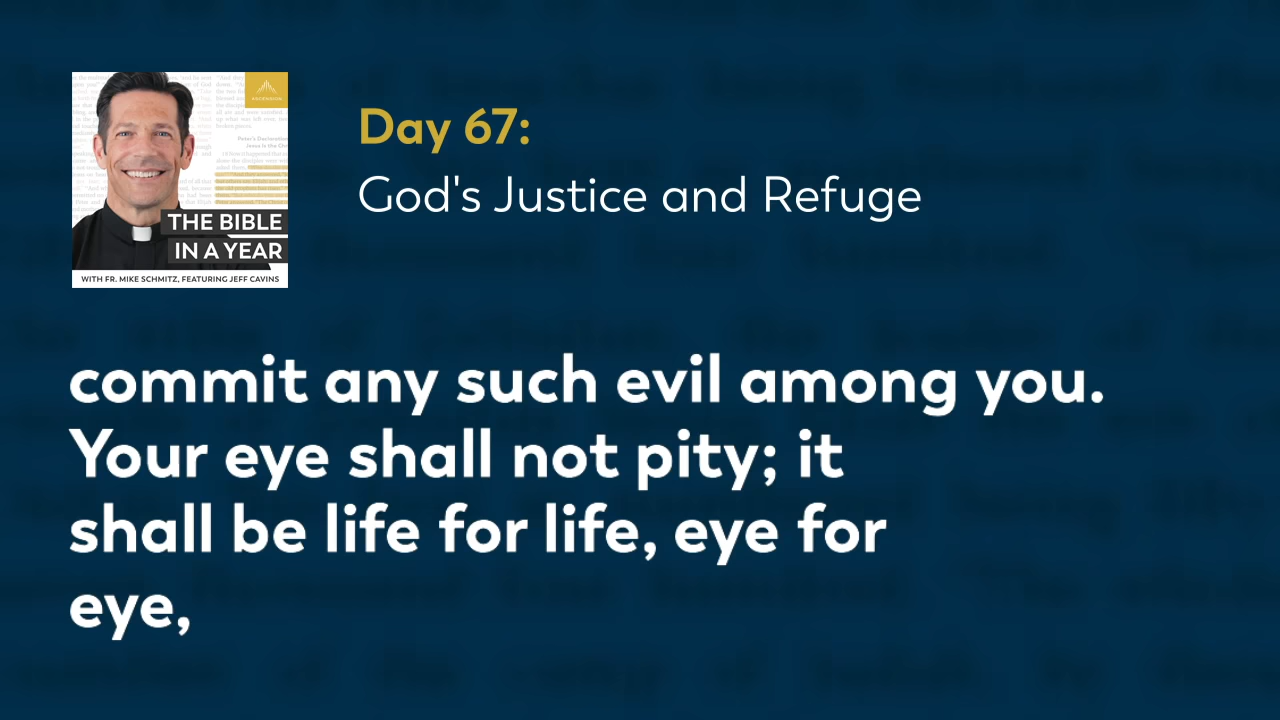 Day 67:
God's Justice and Refuge
ASCENSION
THE BIBLE
IN A YEAR
WITH FR. MIKE SCHMITZ, FEATURING JEFF CAVINS
commit any such evil among you.
Your eye shall not pity; it
shall be life for life, eye for
eye,